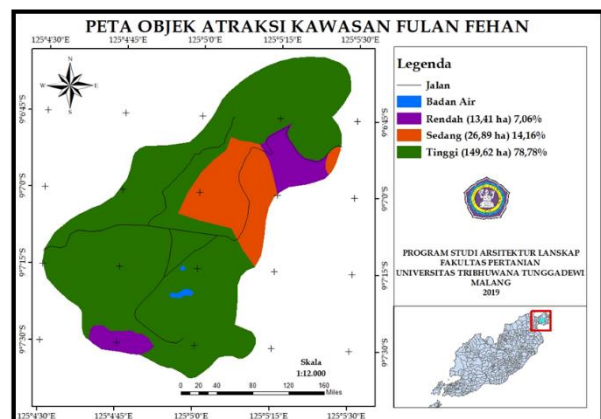 PETA OBJEK ATRAKSI KAWASAN FULAN FEHAN
125°4'30"E 125°4'45"E 125°5'0"E 125°5'15"E 125°5'30"E
N
W E
S
9°6'45"S 9°6'45"S
9°7'0"S 9°7'0"S
9°7'15"S 9°7'15"S
9°7'30"S 9°7'30"S
Legenda
Jalan
Badan Air
Rendah (13,41 ha) 7,06%
Sedang (26,89 ha) 14,16%
Tinggi (149,62 ha) 78,78%
PROGRAM STUDI ARSITEKTUR LANSKAP
FAKULTAS PERTANIAN
UNIVERSITAS TRIBHUWANA TUNGGADEWI
MALANG
2019
Skala
1:12.000
0 20 40 80 120 160
Miles
125°4'30"E 125°4'45"E 125°5'0"E 125°5'15"E 125°5'30"E